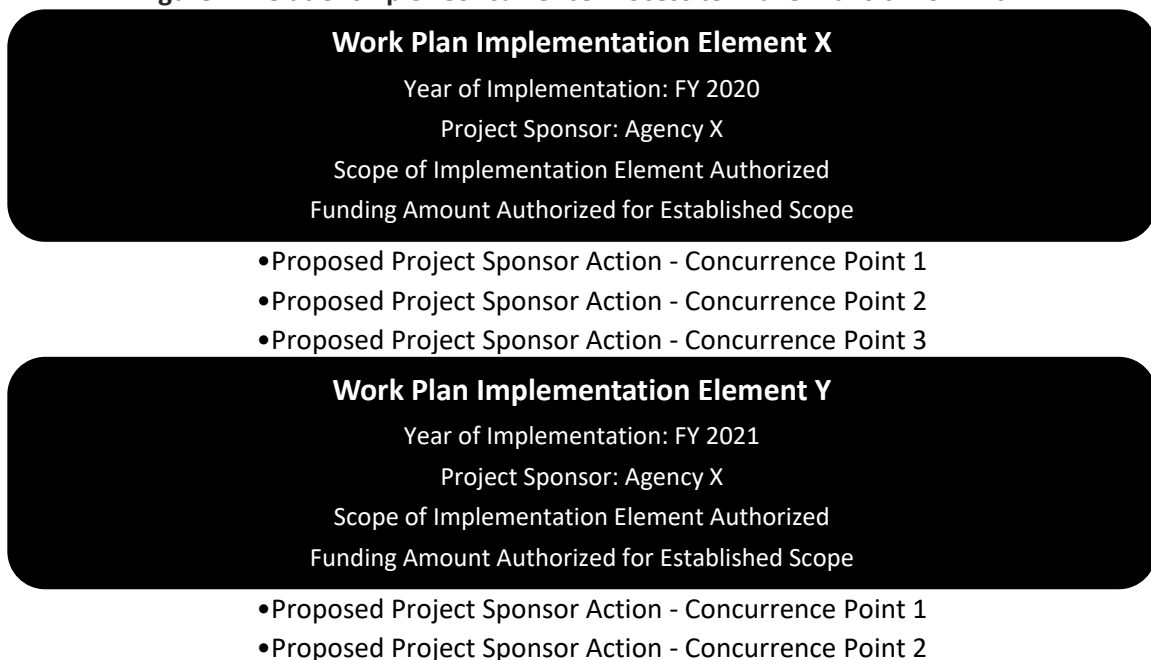 Work Plan Implementation Element X
Year of Implementation: FY 2020
Project Sponsor: Agency X
Scope of Implementation Element Authorized
Funding Amount Authorized for Established Scope
•Proposed Project Sponsor Action - Concurrence Point 1
•Proposed Project Sponsor Action - Concurrence Point 2
•Proposed Project Sponsor Action - Concurrence Point 3
Work Plan Implementation Element Y
Year of Implementation: FY 2021
Project Sponsor: Agency X
Scope of Implementation Element Authorized
Funding Amount Authorized for Established Scope
•Proposed Project Sponsor Action - Concurrence Point 1
•Proposed Project Sponsor Action - Concurrence Point 2